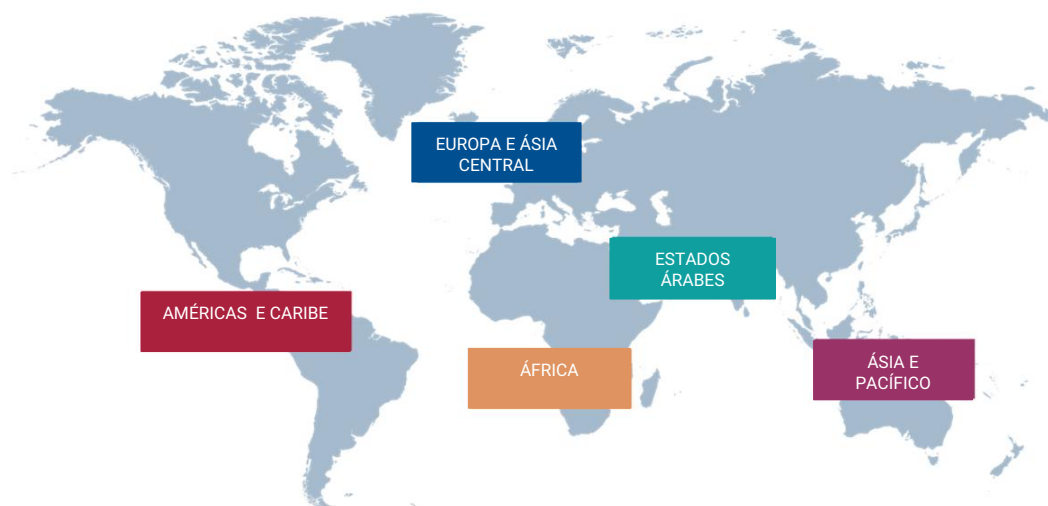 EUROPA E ÁSIA
CENTRAL
ESTADOS
ÁRABES
AMÉRICAS E CARIBE
ÁFRICA
ÁSIA E
PACÍFICO